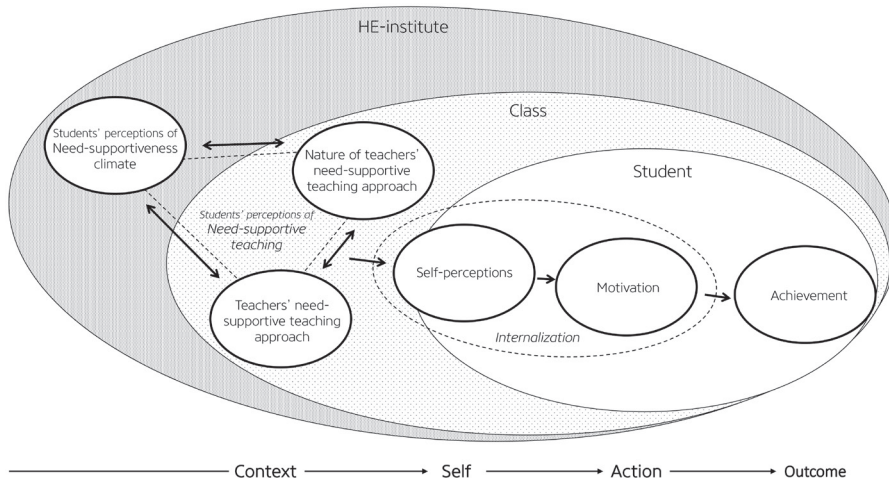 HE-institute
Class
Student
Students' perceptions of
Need-supportiveness
climate
Nature of teachers'
need-supportive
teaching approach
Students' perceptions of
Need-supportive
teaching
Teachers' need-
supportive teaching
approach
Self-perceptions
Motivation
Achievement
Internalization
Context
Self
Action
Outcome